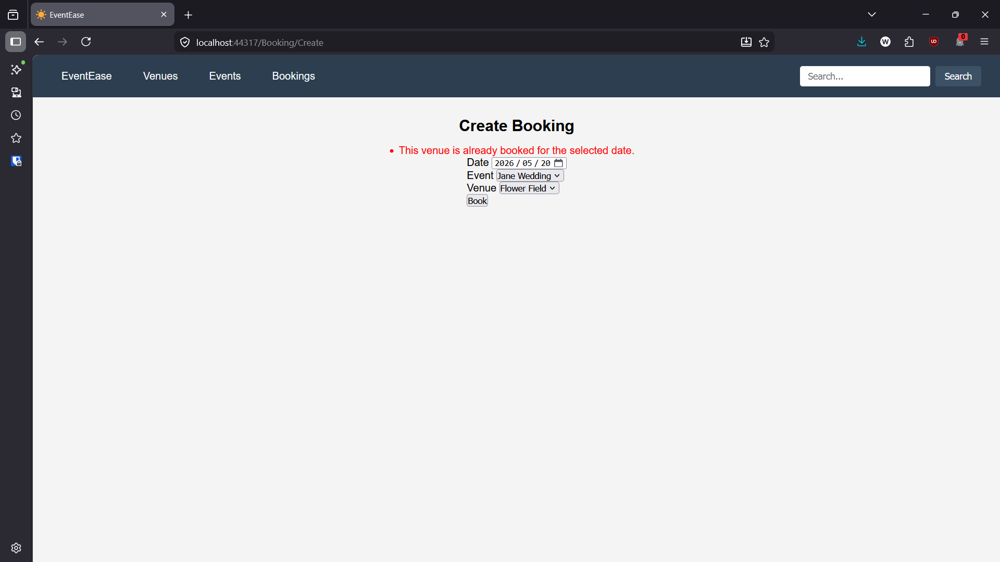 EventEase
localhost:44317/Booking/Create
W
0
EventEase Venues Events Bookings Search... Search
Create Booking
• This venue is already booked for the selected date.
Date 2026 / 05 / 20
Event Jane Wedding
Venue Flower Field
Book